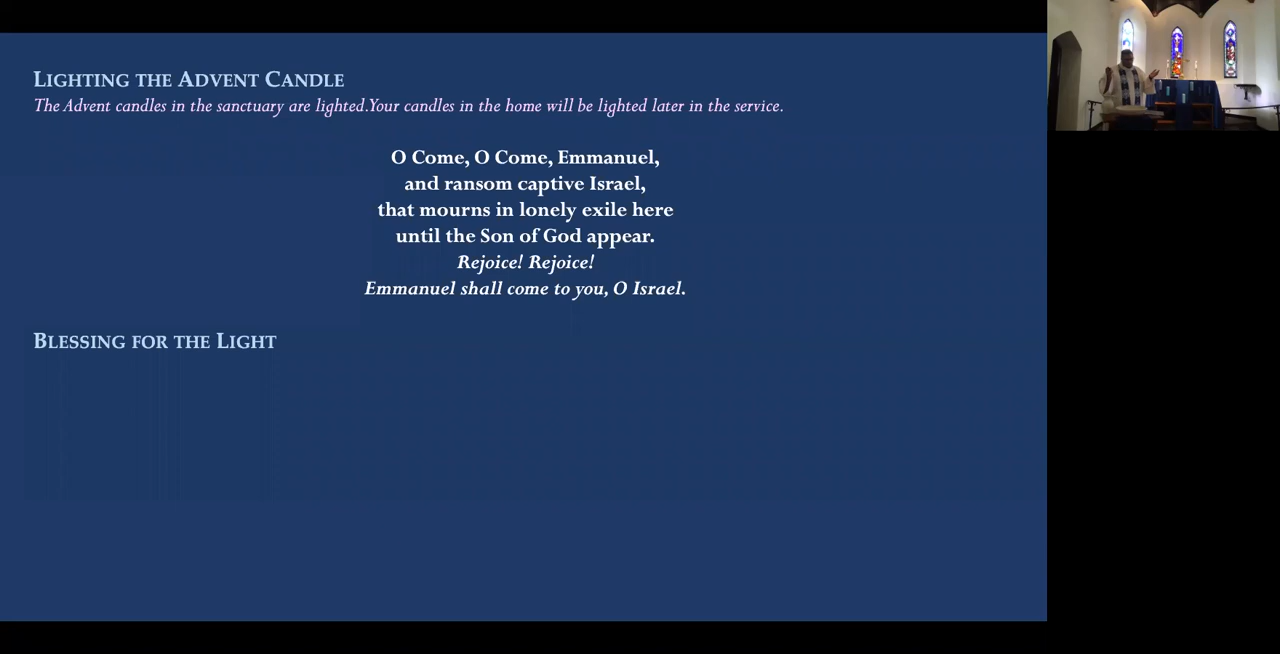 LIGHTING THE ADVENT CANDLE
The Advent candles in the sanctuary are lighted.Your candles in the home will be lighted later in the service.
O Come, O Come, Emmanuel,
and ransom captive Israel,
that mourns in lonely exile here
until the Son of God appear.
Rejoice! Rejoice!
Emmanuel shall come to you, O Israel.
BLESSING FOR THE LIGHT